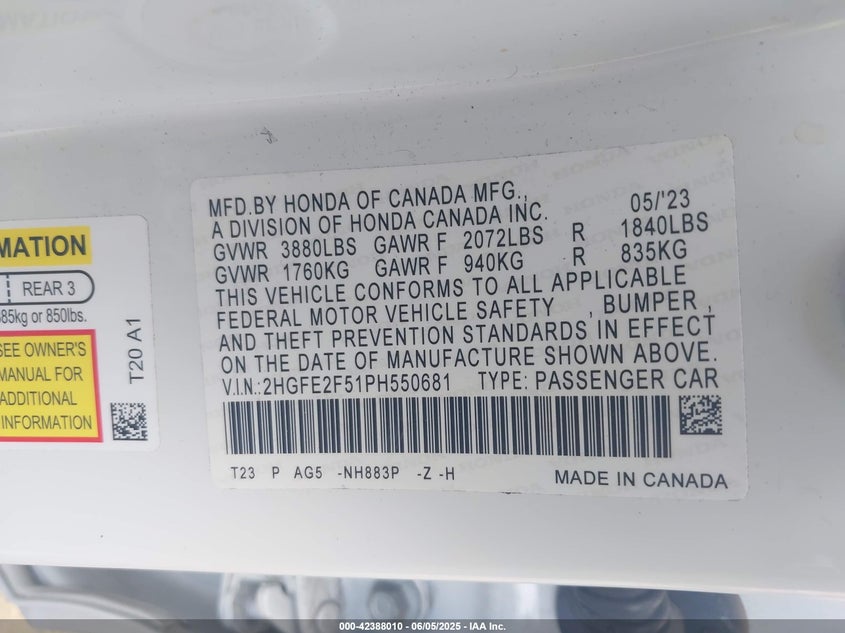 MATION
REAR 3
85kg or 850lbs.
SEE OWNER'S
MANUAL FOR
ADDITIONAL
INFORMATION
T20 A1
MFD.BY HONDA OF CANADA MFG., 05/'23
A DIVISION OF HONDA CANADA INC.
GVWR 3880LBS GAWR F 2072LBS R 1840LBS
GVWR 1760KG GAWR F 940KG R 835KG
THIS VEHICLE CONFORMS TO ALL APPLICABLE
FEDERAL MOTOR VEHICLE SAFETY , BUMPER ,
AND THEFT PREVENTION STANDARDS IN EFFECT
ON THE DATE OF MANUFACTURE SHOWN ABOVE.
V.I.N.:2HGFE2F51PH550681 TYPE: PASSENGER CAR
T23 P AG5 -NH883P -Z -H MADE IN CANADA
000-42388010 - 06/05/2025 - IAA Inc.